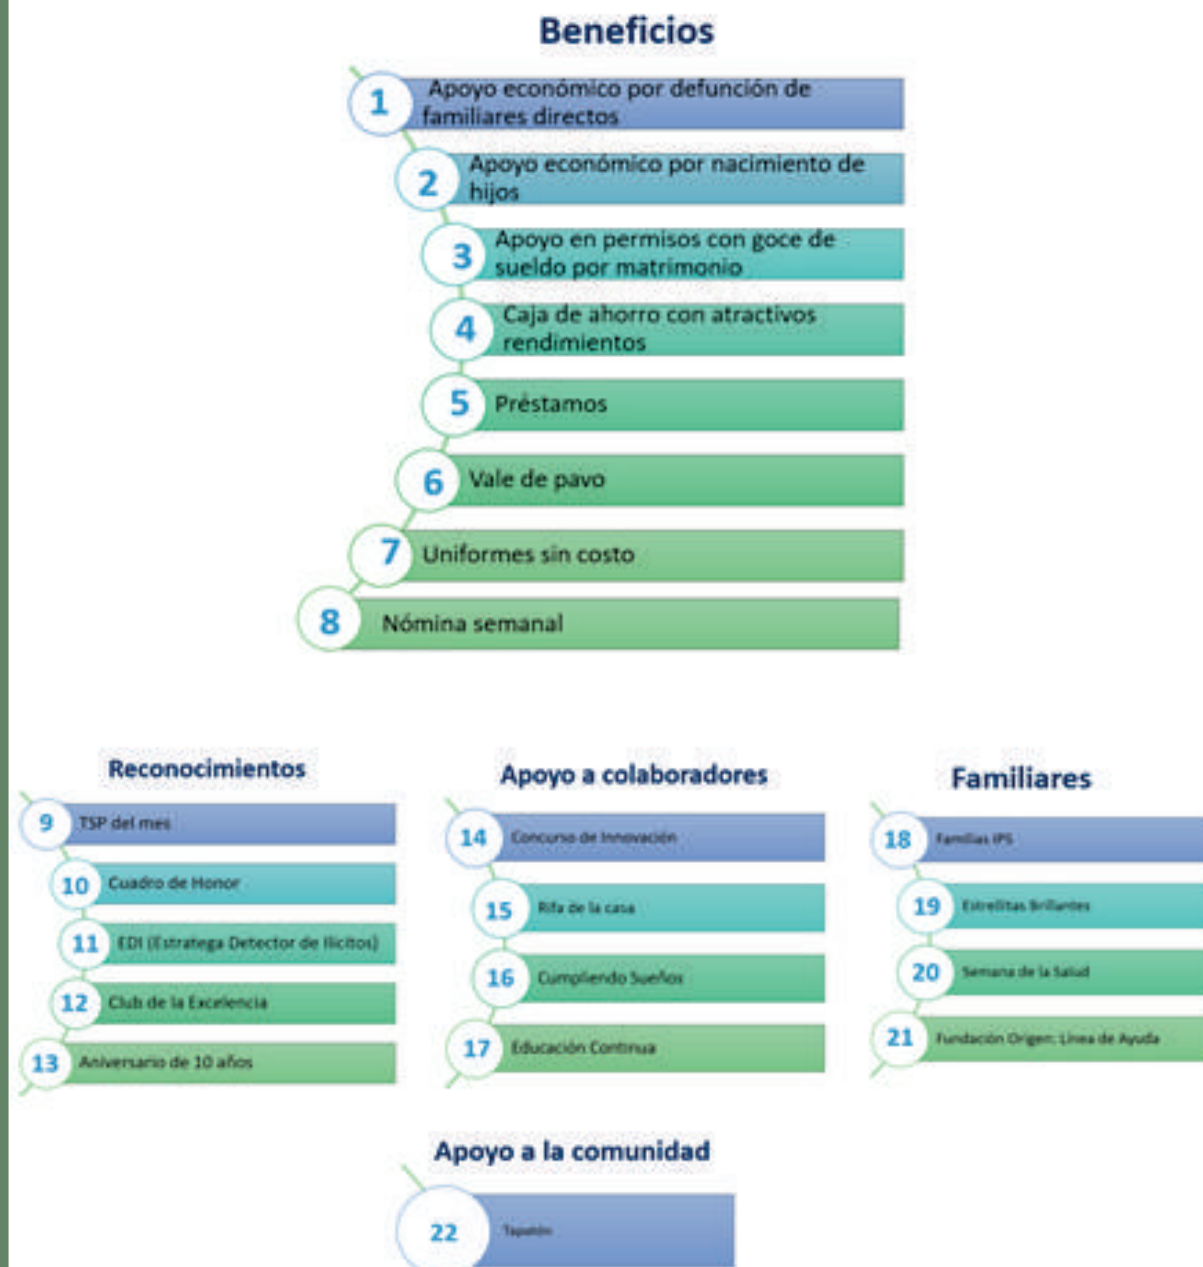 Beneficios
1
Apoyo económico por defunción de
familiares directos
2
Apoyo económico por nacimiento de
hijos
3
Apoyo en permisos con goce de
sueldo por matrimonio
4
Caja de ahorro con atractivos
rendimientos
5
Préstamos
6
Vale de pavo
7
Uniformes sin costo
8
Nómina semanal
Reconocimientos
9
TSP del mes
10
Cuadro de Honor
11
EDI (Estratega Detector de Ilícitos)
12
Club de la Excelencia
13
Aniversario de 10 años
Apoyo a colaboradores
14
Concurso de Innovación
15
Rifa de la casa
16
Cumpliendo Sueños
17
Educación Continua
Familiares
18
Familias IPS
19
Estrellitas Brillantes
20
Semana de la Salud
21
Fundación Origen: Línea de Ayuda
Apoyo a la comunidad
22
Tapatón